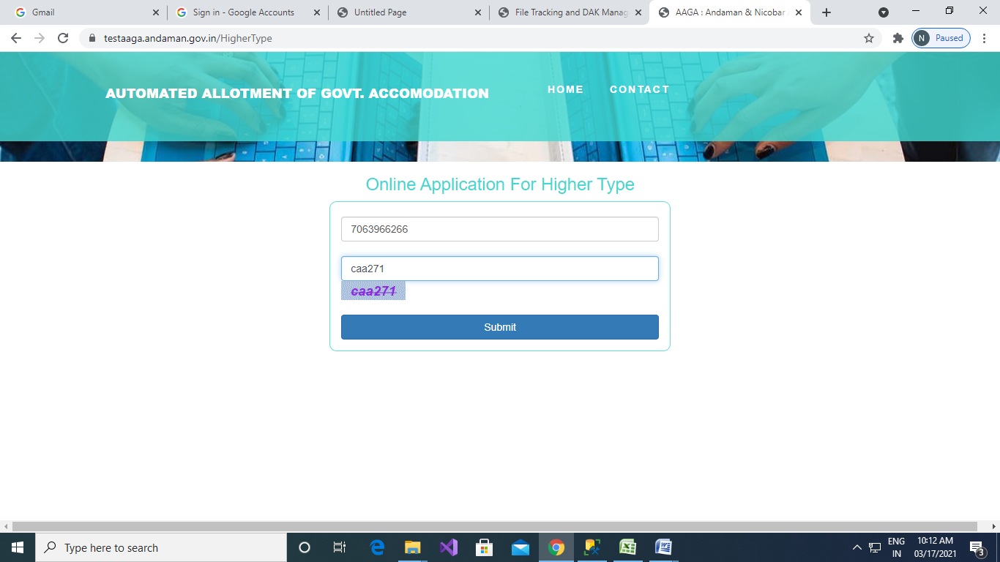 Gmail
Sign in - Google Accounts
Untitled Page
File Tracking and DAK Manag
AAGA : Andaman & Nicobar
testaaga.andaman.gov.in/HigherType
N
Paused
AUTOMATED ALLOTMENT OF GOVT. ACCOMODATION
HOME
CONTACT
Online Application For Higher Type
7063966266
caa271
caa271
Submit
Type here to search
ENG
IN
10:12 AM
03/17/2021
3